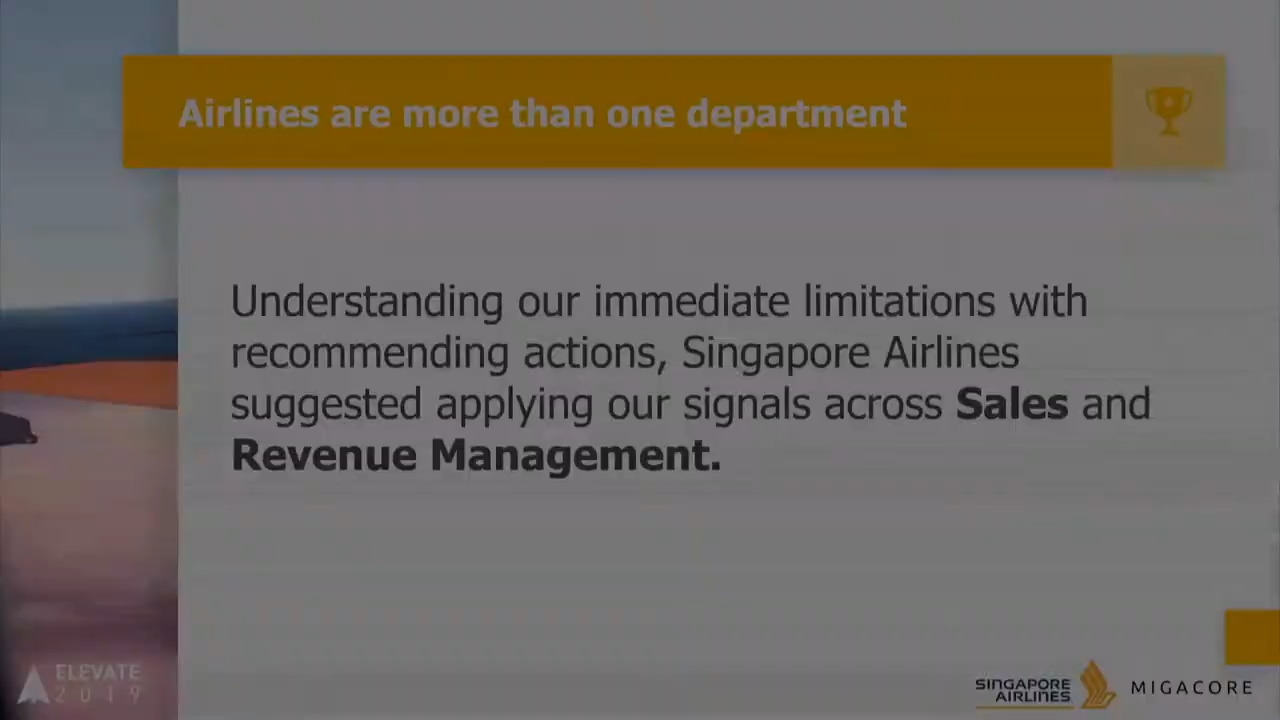 Airlines are more than one department
Understanding our immediate limitations with
recommending actions, Singapore Airlines
suggested applying our signals across Sales and
Revenue Management.
ELEVATE
2019
SINGAPORE
AIRLINES
MIGACORE